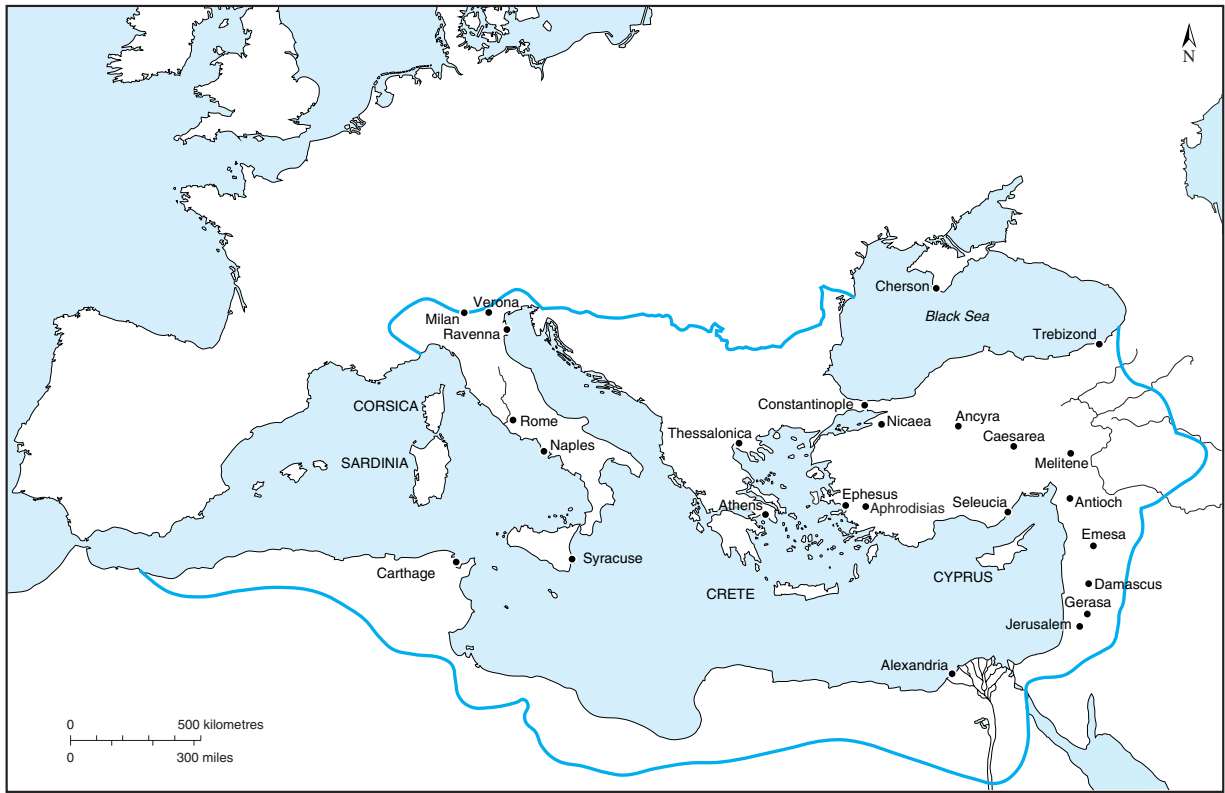 N
Cherson
Black Sea
Verona
Milan
Ravenna
Trebizond
CORSICA
Constantinople
Rome
Nicaea
Ancyra
Thessalonica
Caesarea
Naples
SARDINIA
Melitene
Ephesus
Athens
Aphrodisias
Seleucia
Antioch
Emesa
Syracuse
Carthage
CYPRUS
Damascus
CRETE
Gerasa
Jerusalem
Alexandria
0 500 kilometres
0 300 miles